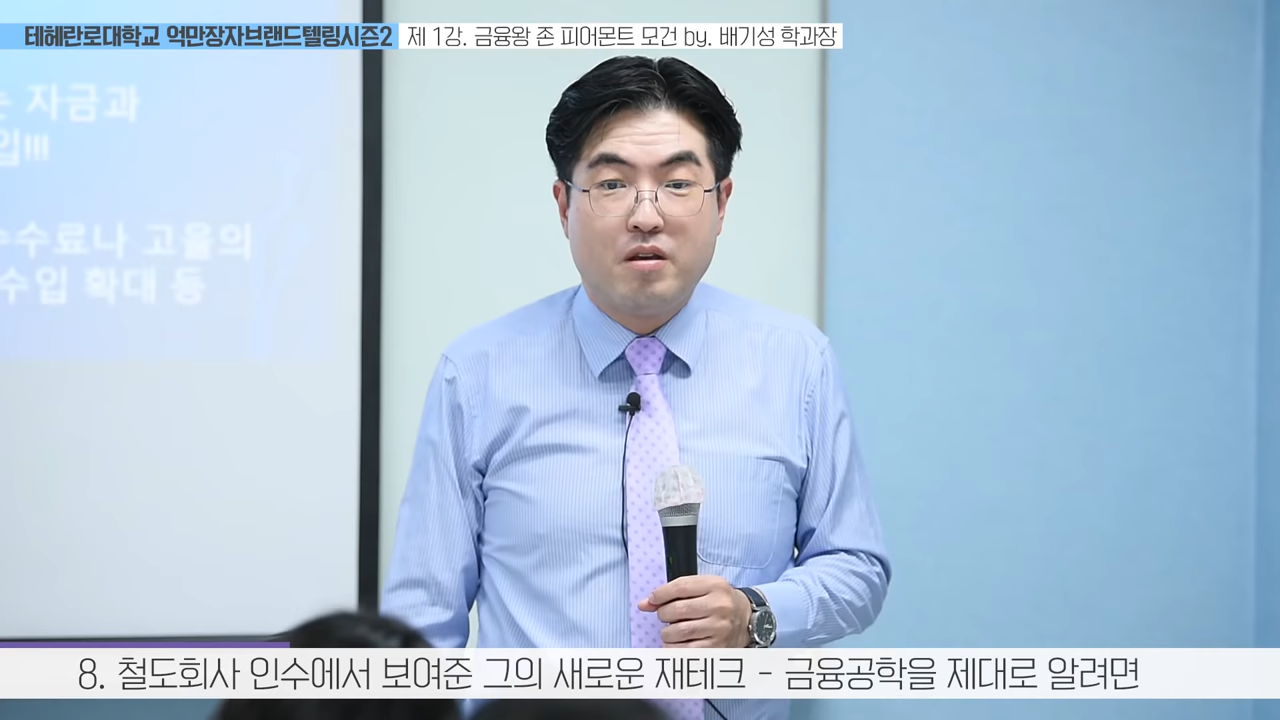 테헤란로대학교 억만장자브랜드텔링시즌2 제 1강. 금융왕 존 피어몬트 모건 by. 배기성 학과장
는 자금과
입!!!
수수료나 고율의
수입 확대 등
8. 철도회사 인수에서 보여준 그의 새로운 재테크 - 금융공학을 제대로 알려면